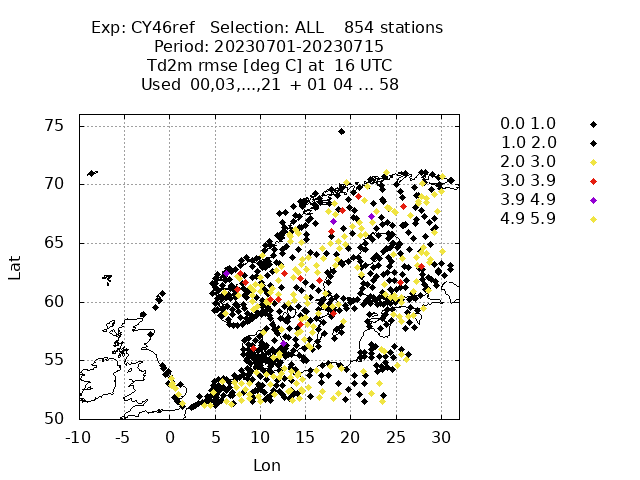 Exp: CY46ref   Selection: ALL    854 stations
Period: 20230701-20230715
Td2m rmse [deg C] at  16 UTC
Used  00,03,...,21  + 01 04 ... 58
75
70
65
60
55
50
Lat
-10 -5 0 5 10 15 20 25 30
Lon
0.0 1.0
1.0 2.0
2.0 3.0
3.0 3.9
3.9 4.9
4.9 5.9